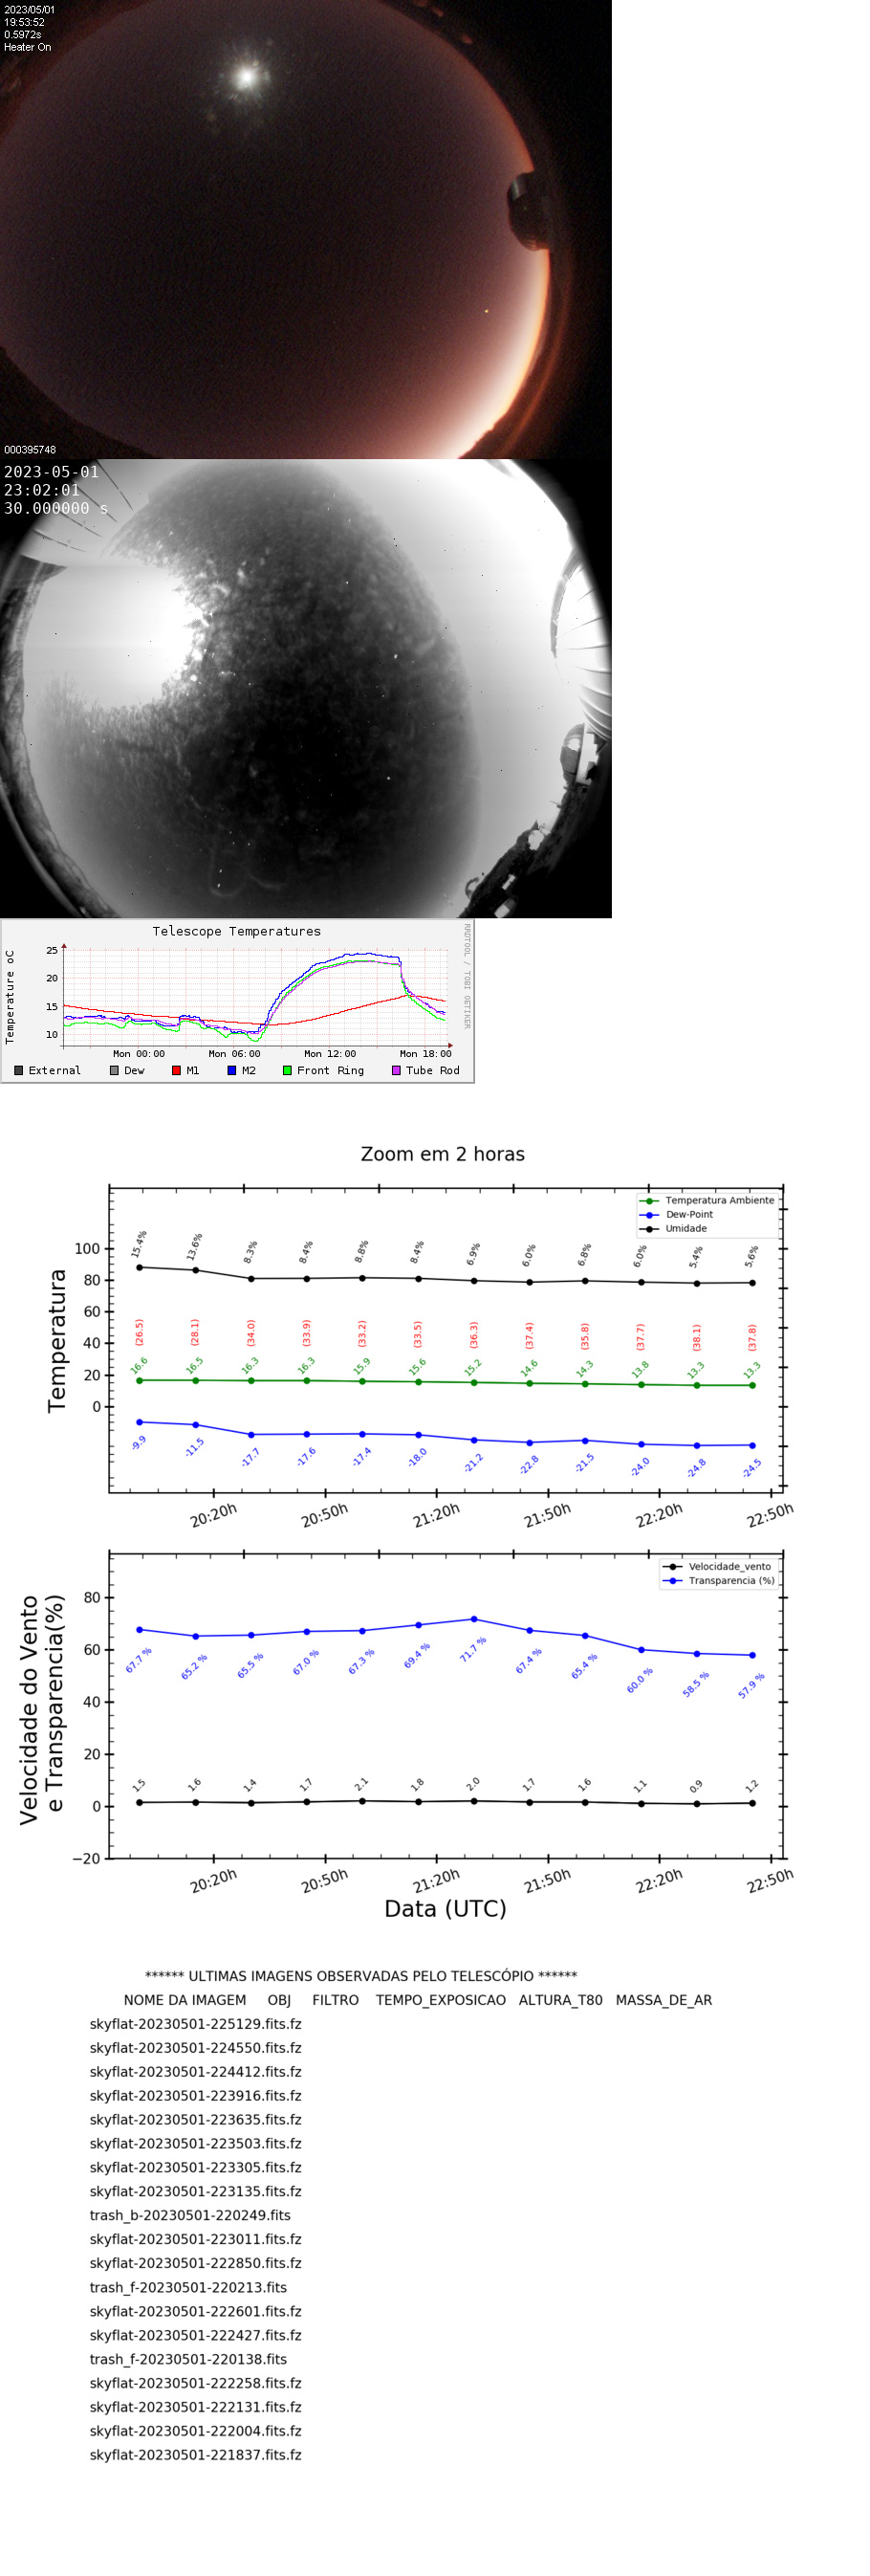 2023/05/01
19:53:52
0.5972s
Heater On
000395748
2023-05-01
23:02:01
30.000000 s
Telescope Temperatures
RRDTOOL / TOBI OETIKER
Temperature oC
25
20
15
10
Mon 00:00 Mon 06:00 Mon 12:00 Mon 18:00
External Dew M1 M2 Front Ring Tube Rod
Zoom em 2 horas
Temperatura Ambiente
Dew-Point
Umidade
Temperatura
100
80
60
40
20
0
15.4% 13.6% 8.3% 8.4% 8.8% 8.4% 6.9% 6.0% 6.8% 6.0% 5.4% 5.6%
(26.5) (28.1) (34.0) (33.9) (33.2) (33.5) (36.3) (37.4) (35.8) (37.7) (38.1) (37.8)
16.6 16.5 16.3 16.3 15.9 15.6 15.2 14.6 14.3 13.8 13.3 13.3
-9.9 -11.5 -17.7 -17.6 -17.4 -18.0 -21.2 -22.8 -21.5 -24.0 -24.8 -24.5
20:20h 20:50h 21:20h 21:50h 22:20h 22:50h
Velocidade_vento
Transparencia (%)
Velocidade do Vento
e Transparencia(%)
80
60
40
20
0
−20
67.7 % 65.2 % 65.5 % 67.0 % 67.3 % 69.4 % 71.7 % 67.4 % 65.4 % 60.0 % 58.5 % 57.9 %
1.5 1.6 1.4 1.7 2.1 1.8 2.0 1.7 1.6 1.1 0.9 1.2
20:20h 20:50h 21:20h 21:50h 22:20h 22:50h
Data (UTC)
****** ULTIMAS IMAGENS OBSERVADAS PELO TELESCÓPIO ******
NOME DA IMAGEM OBJ FILTRO TEMPO_EXPOSICAO ALTURA_T80 MASSA_DE_AR
skyflat-20230501-225129.fits.fz
skyflat-20230501-224550.fits.fz
skyflat-20230501-224412.fits.fz
skyflat-20230501-223916.fits.fz
skyflat-20230501-223635.fits.fz
skyflat-20230501-223503.fits.fz
skyflat-20230501-223305.fits.fz
skyflat-20230501-223135.fits.fz
trash_b-20230501-220249.fits
skyflat-20230501-223011.fits.fz
skyflat-20230501-222850.fits.fz
trash_f-20230501-220213.fits
skyflat-20230501-222601.fits.fz
skyflat-20230501-222427.fits.fz
trash_f-20230501-220138.fits
skyflat-20230501-222258.fits.fz
skyflat-20230501-222131.fits.fz
skyflat-20230501-222004.fits.fz
skyflat-20230501-221837.fits.fz